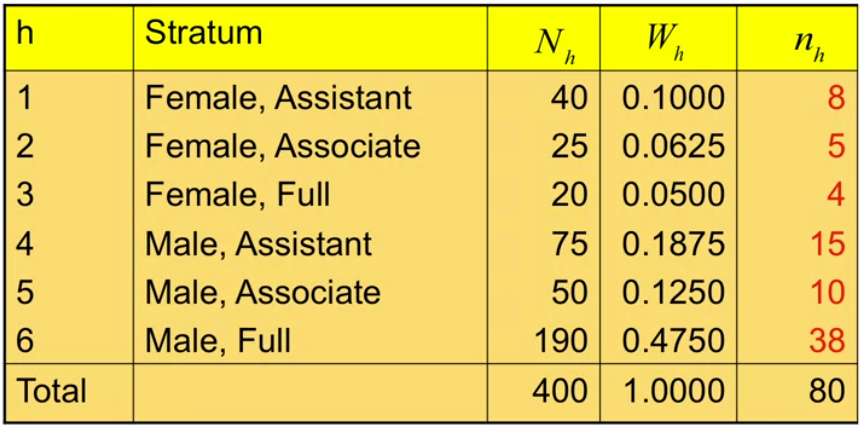 h Stratum N_h W_h n_h
1 Female, Assistant 40 0.1000 8
2 Female, Associate 25 0.0625 5
3 Female, Full 20 0.0500 4
4 Male, Assistant 75 0.1875 15
5 Male, Associate 50 0.1250 10
6 Male, Full 190 0.4750 38
Total 400 1.0000 80